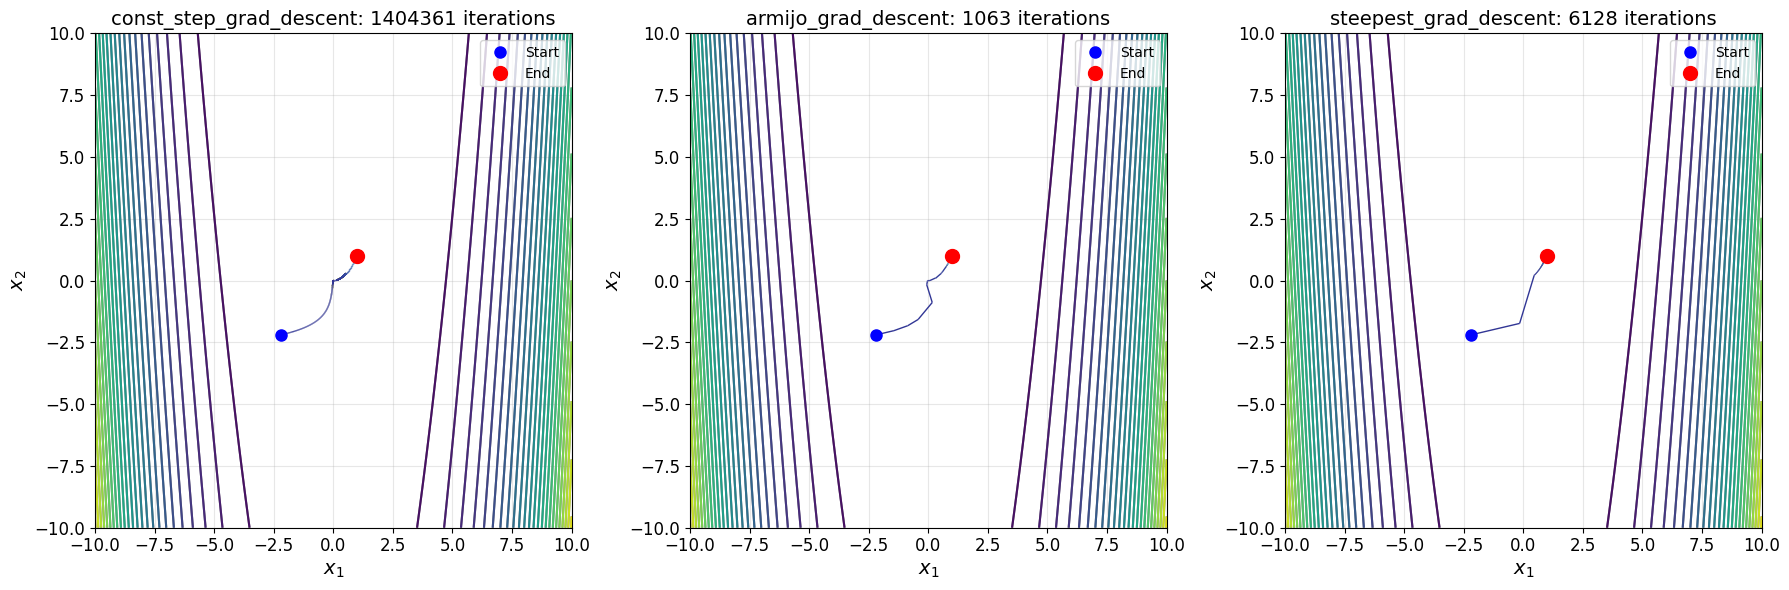 const_step_grad_descent: 1404361 iterations
10.0
7.5
5.0
2.5
0.0
−2.5
−5.0
−7.5
−10.0
x2
Start
End
−10.0 −7.5 −5.0 −2.5 0.0 2.5 5.0 7.5 10.0
x1
armijo_grad_descent: 1063 iterations
10.0
7.5
5.0
2.5
0.0
−2.5
−5.0
−7.5
−10.0
x2
Start
End
−10.0 −7.5 −5.0 −2.5 0.0 2.5 5.0 7.5 10.0
x1
steepest_grad_descent: 6128 iterations
10.0
7.5
5.0
2.5
0.0
−2.5
−5.0
−7.5
−10.0
x2
Start
End
−10.0 −7.5 −5.0 −2.5 0.0 2.5 5.0 7.5 10.0
x1